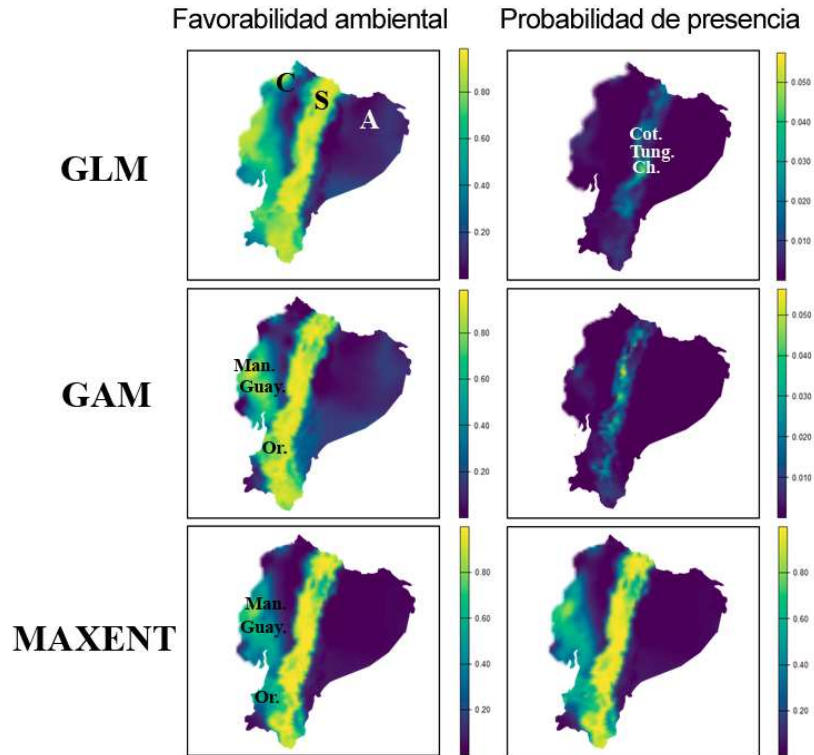 Favorabilidad ambiental
Probabilidad de presencia
GLM
C
S
A
0.80
0.60
0.40
0.20
Cot.
Tung.
Ch.
0.050
0.040
0.030
0.020
0.010
GAM
Man.
Guay.
Or.
0.80
0.60
0.40
0.20
0.050
0.040
0.030
0.020
0.010
MAXENT
Man.
Guay.
Or.
0.80
0.60
0.40
0.20
0.80
0.60
0.40
0.20